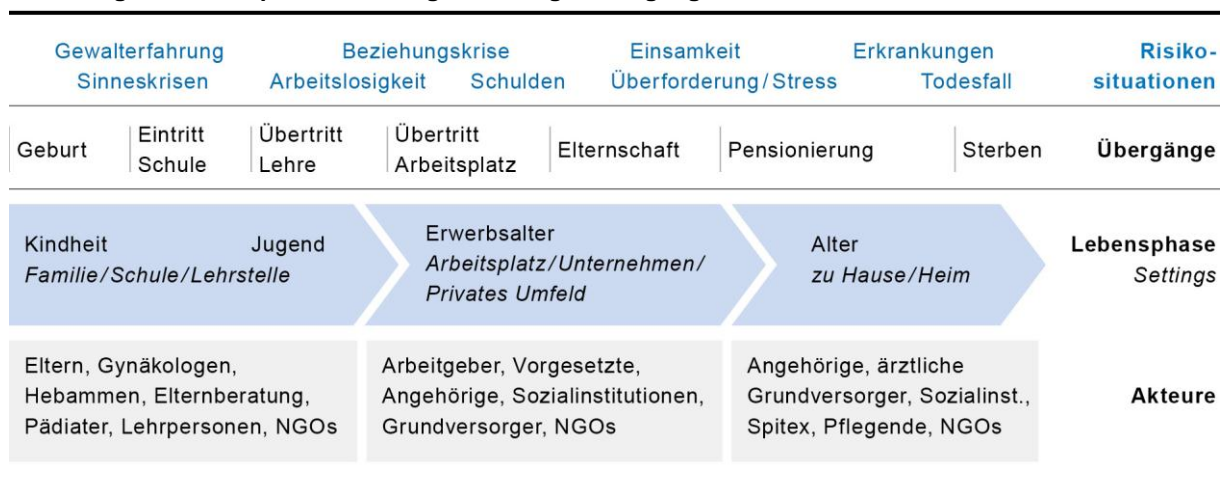 Gewalterfahrung Beziehungskrise Einsamkeit Erkrankungen Risiko-
Sinneskrisen Arbeitslosigkeit Schulden Überforderung/Stress Todesfall situationen
Geburt Eintritt Schule Übertritt Lehre Übertritt Arbeitsplatz Elternschaft Pensionierung Sterben Übergänge
Kindheit Jugend
Familie/Schule/Lehrstelle
Erwerbsalter
Arbeitsplatz/Unternehmen/
Privates Umfeld
Alter
zu Hause/Heim
Lebensphase
Settings
Eltern, Gynäkologen,
Hebammen, Elternberatung,
Pädiater, Lehrpersonen, NGOs
Arbeitgeber, Vorgesetzte,
Angehörige, Sozialinstitutionen,
Grundversorger, NGOs
Angehörige, ärztliche
Grundversorger, Sozialinst.,
Spitex, Pflegende, NGOs
Akteure